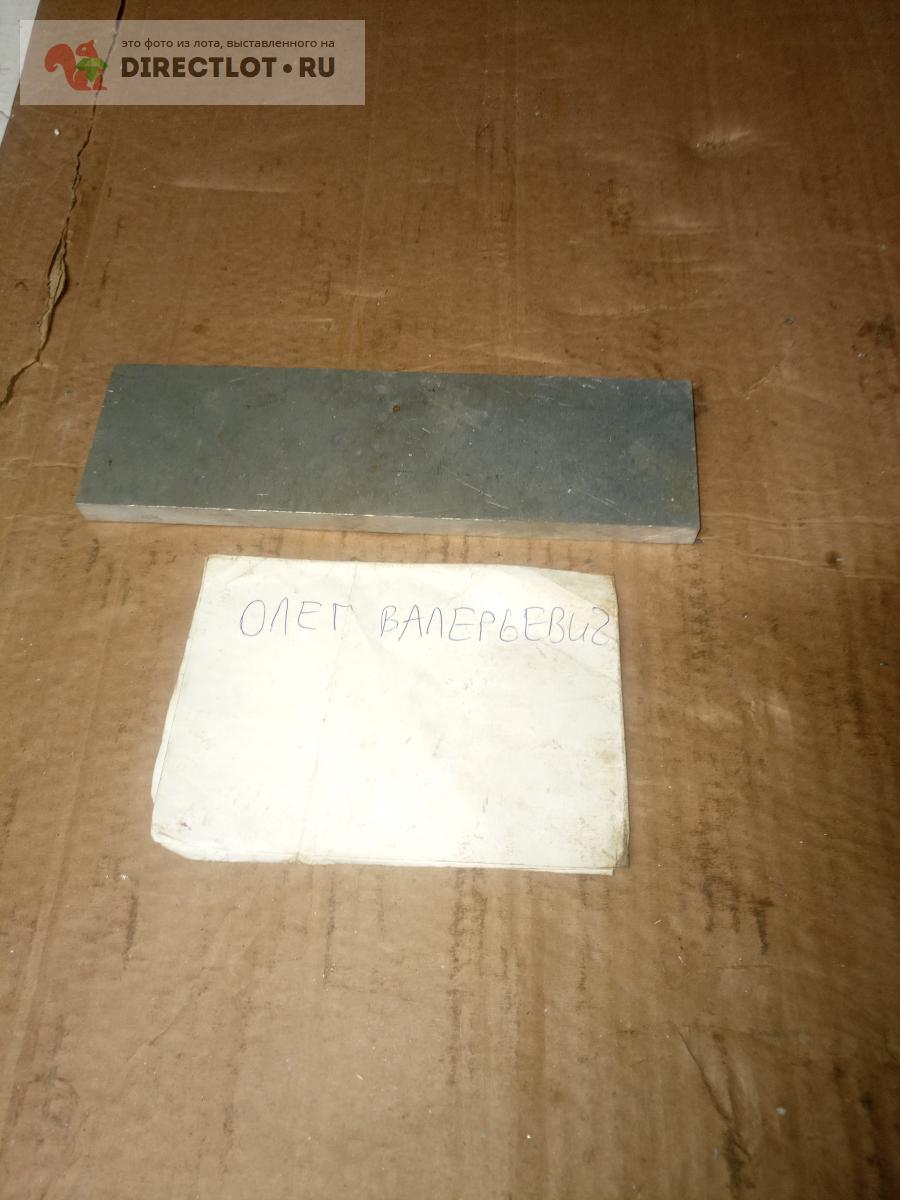 это фото из лота, выставленного на
DIRECTLOT•RU
ОЛЕГ ВАЛЕРЬЕВИЧ